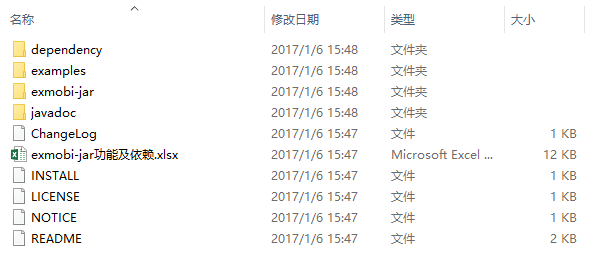 名称 修改日期 类型 大小
dependency 2017/1/6 15:48 文件夹
examples 2017/1/6 15:48 文件夹
exmobi-jar 2017/1/6 15:48 文件夹
javadoc 2017/1/6 15:48 文件夹
ChangeLog 2017/1/6 15:47 文件 1 KB
exmobi-jar功能及依赖.xlsx 2017/1/6 15:47 Microsoft Excel ... 12 KB
INSTALL 2017/1/6 15:47 文件 1 KB
LICENSE 2017/1/6 15:47 文件 1 KB
NOTICE 2017/1/6 15:47 文件 1 KB
README 2017/1/6 15:47 文件 2 KB